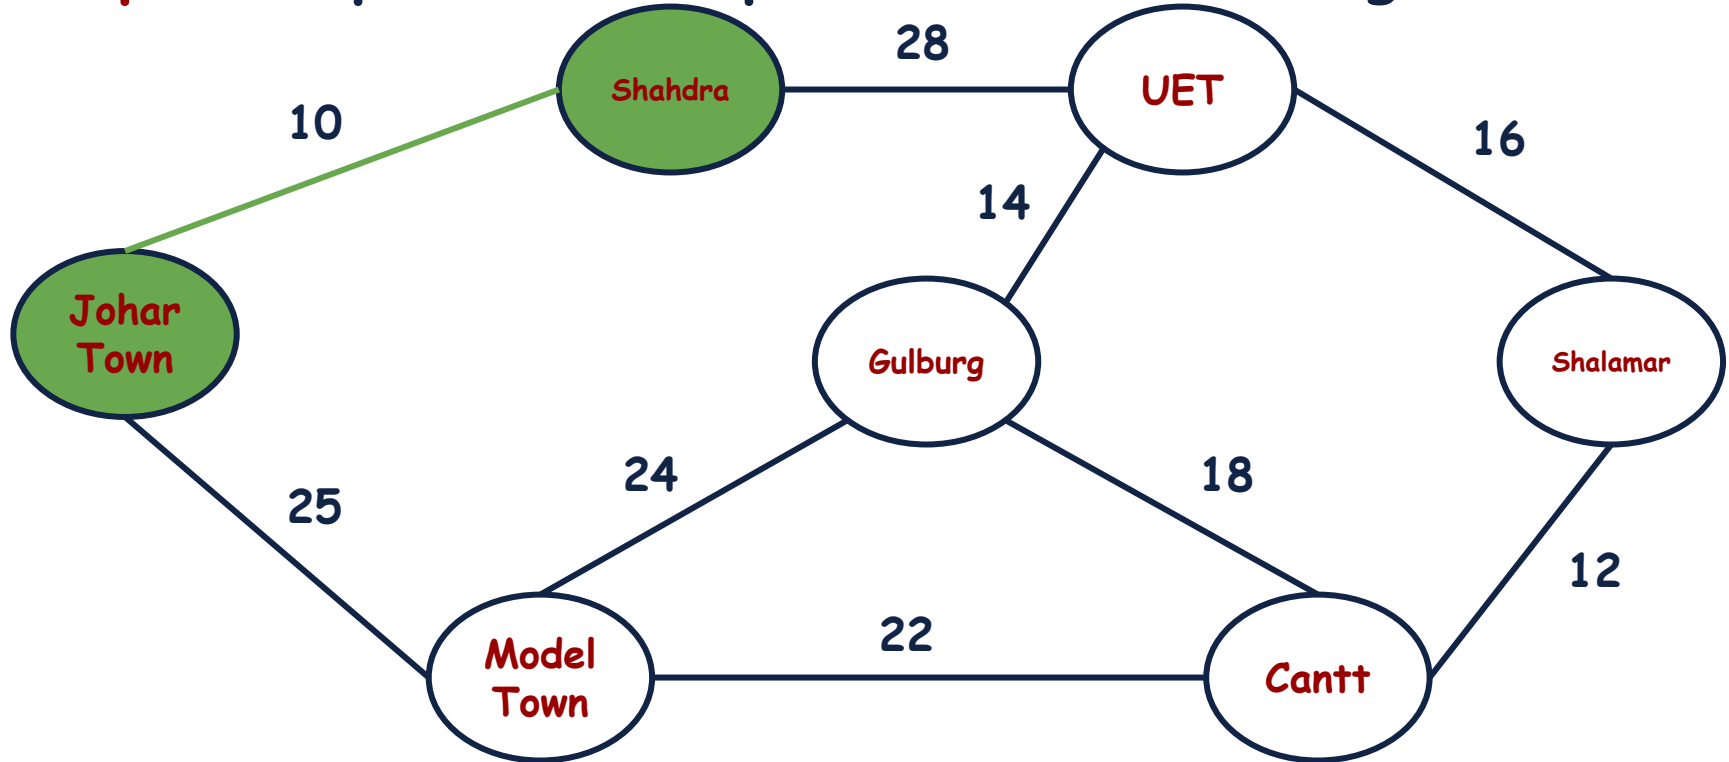 28
Shahdra
UET
10
16
14
Johar
Town
Gulburg
Shalamar
24
18
25
12
22
Model
Town
Cantt